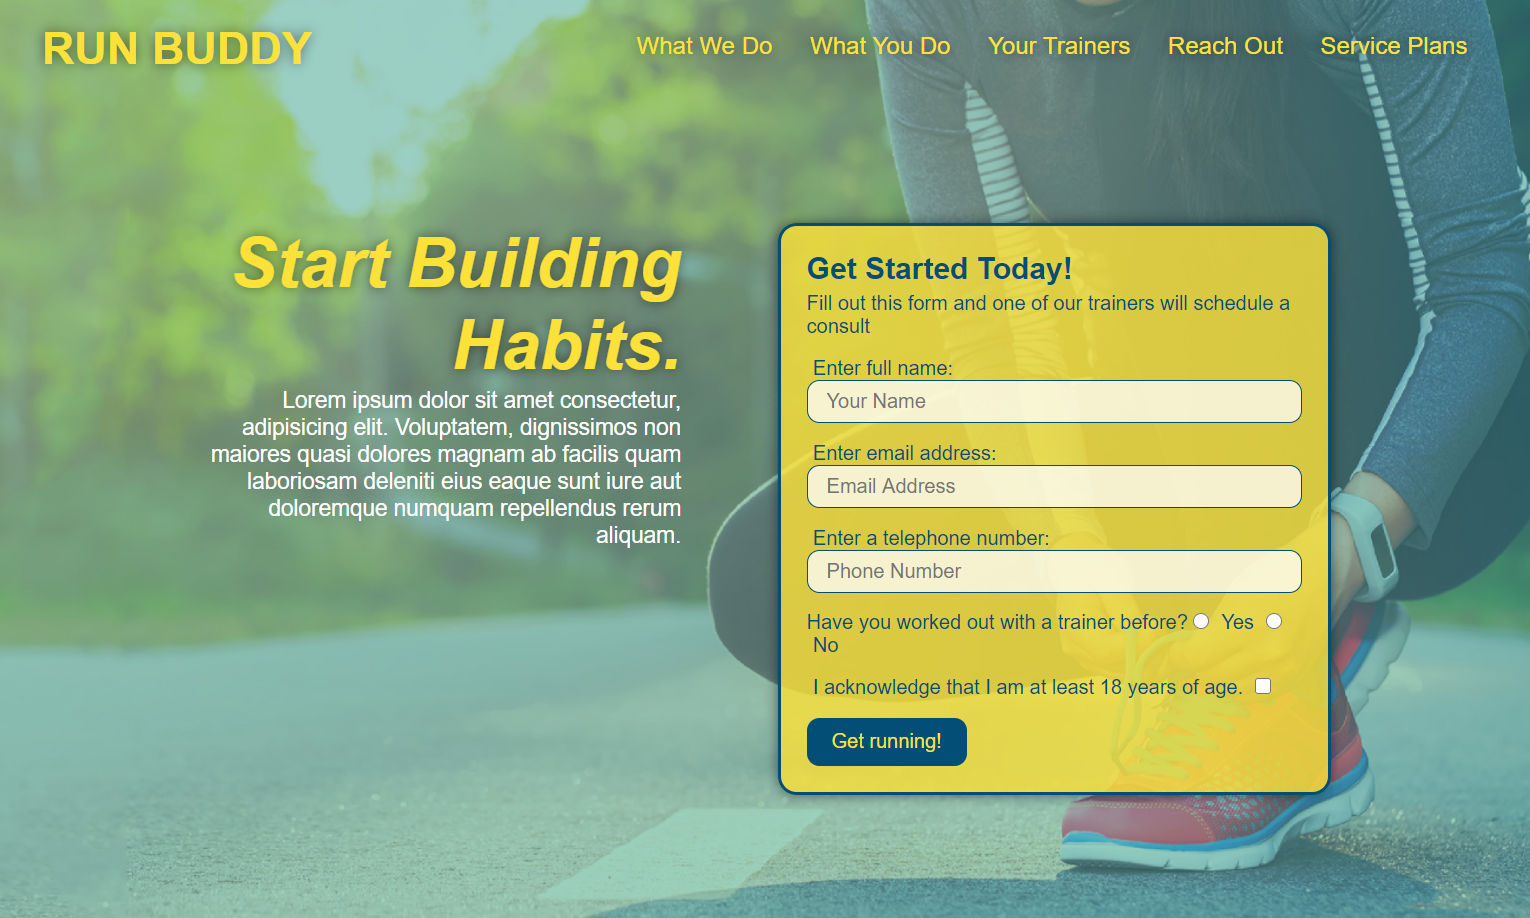 RUN BUDDY
What We Do What You Do Your Trainers Reach Out Service Plans
Start Building
Habits.
Lorem ipsum dolor sit amet consectetur,
adipisicing elit. Voluptatem, dignissimos non
maiores quasi dolores magnam ab facilis quam
laboriosam deleniti eius eaque sunt iure aut
doloremque numquam repellendus rerum
aliquam.
Get Started Today!
Fill out this form and one of our trainers will schedule a
consult
Enter full name:
Your Name
Enter email address:
Email Address
Enter a telephone number:
Phone Number
Have you worked out with a trainer before? Yes
No
I acknowledge that I am at least 18 years of age.
Get running!